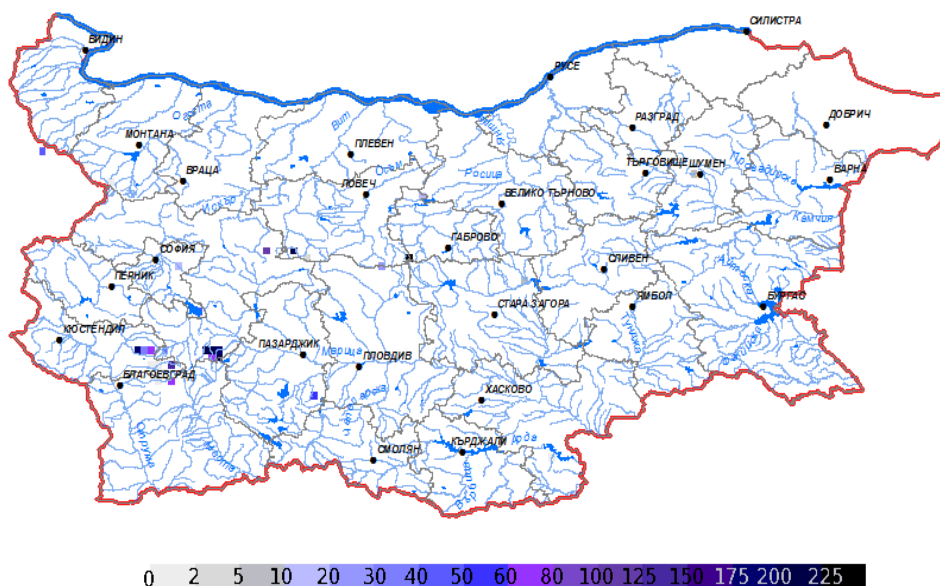 СИЛИСТРА
ВИДИН
РУСЕ
Огоста
Вит
РАЗГРАД
ДОБРИЧ
МОНТАНА
ПЛЕВЕН
ТЪРГОВИЩЕ
ШУМЕН
ВРАЦА
Осъм
Росица
ВАРНА
ЛОВЕЧ
ВЕЛИКО ТЪРНОВО
Искър
Камчия
СОФИЯ
ГАБРОВО
СЛИВЕН
ПЕРНИК
СТАРА ЗАГОРА
ЯМБОЛ
БУРГАС
Тунджа
КЮСТЕНДИЛ
ПАЗАРДЖИК
Марица
ПЛОВДИВ
БЛАГОЕВГРАД
ХАСКОВО
Струма
Места
СМОЛЯН
КЪРДЖАЛИ
0 2 5 10 20 30 40 50 60 80 100 125 150 175 200 225